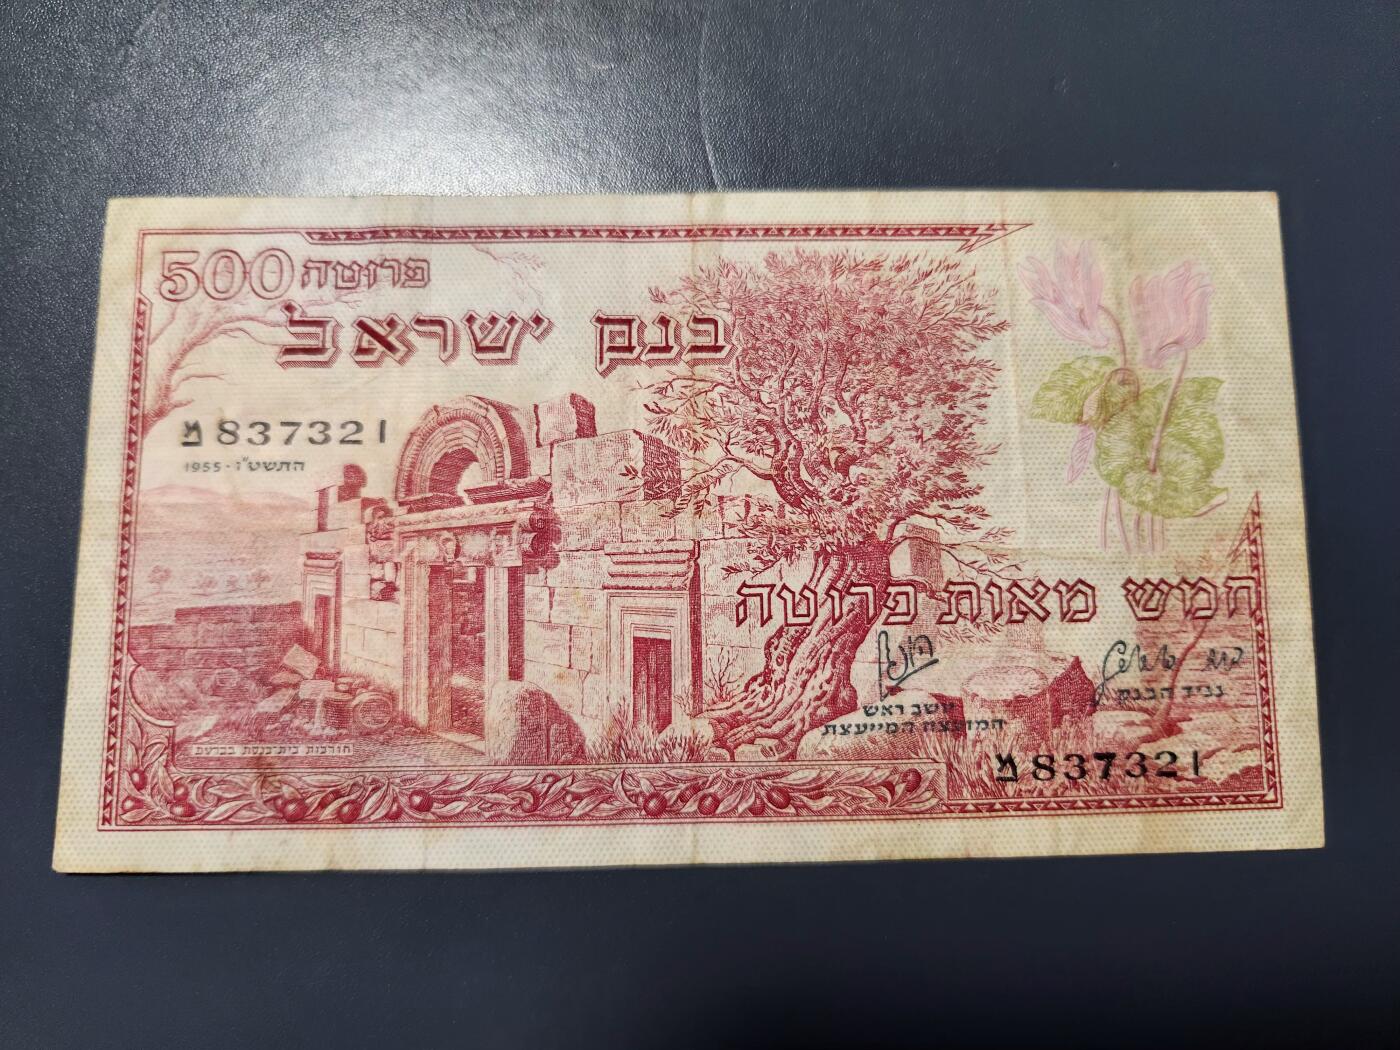 500 פרוטה
בנק ישראל
מ 837321
התשט"ו - 1955
חמש מאות פרוטה
יושב ראש
המועצה המייעצת
נגיד הבנק
חורבות בית-כנסת בברעם
מ 837321